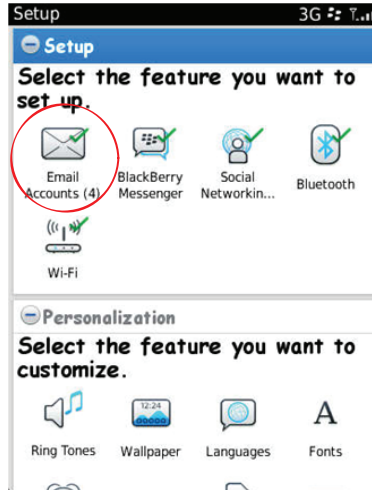 Setup 3G
Setup
Select the feature you want to
set up.
Email
Accounts (4)
BlackBerry
Messenger
Social
Networkin...
Bluetooth
Wi-Fi
Personalization
Select the feature you want to
customize.
12:24
A
Ring Tones Wallpaper Languages Fonts